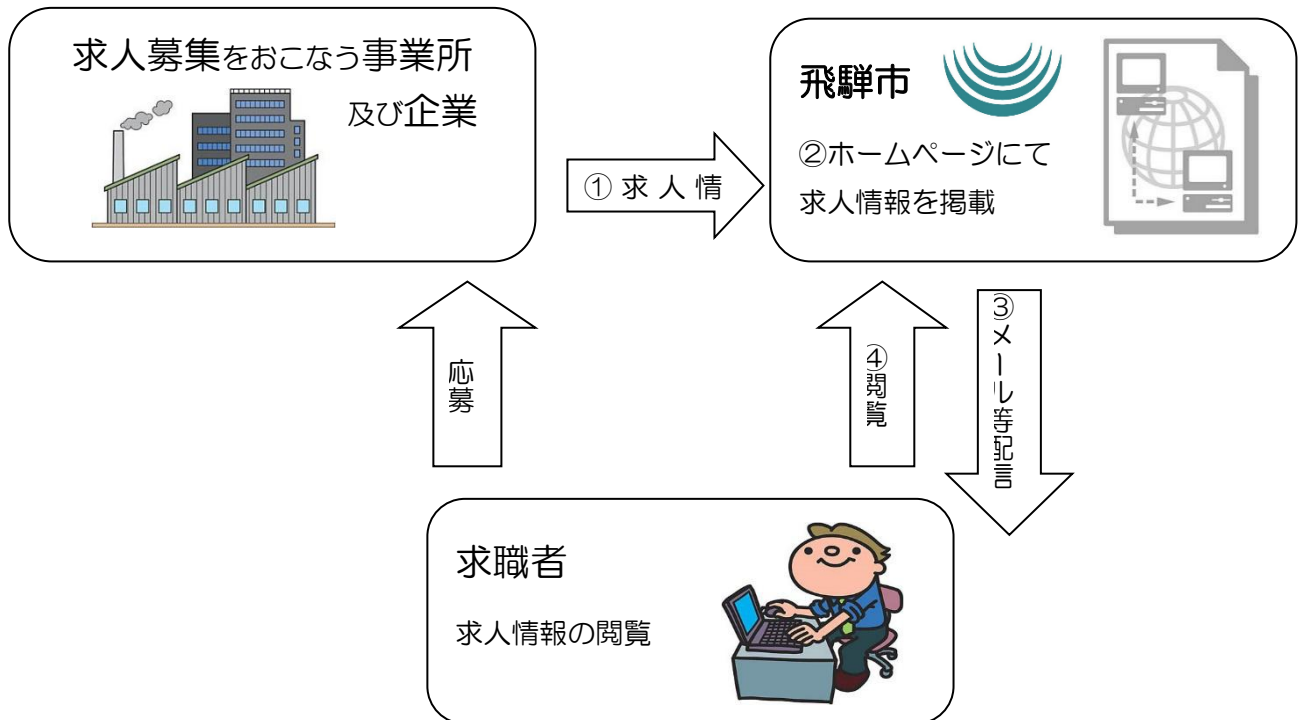 求人募集をおこなう事業所
及び企業
①求人情
飛騨市
②ホームページにて
求人情報を掲載
応募
④閲覧
③メール等配言
求職者
求人情報の閲覧